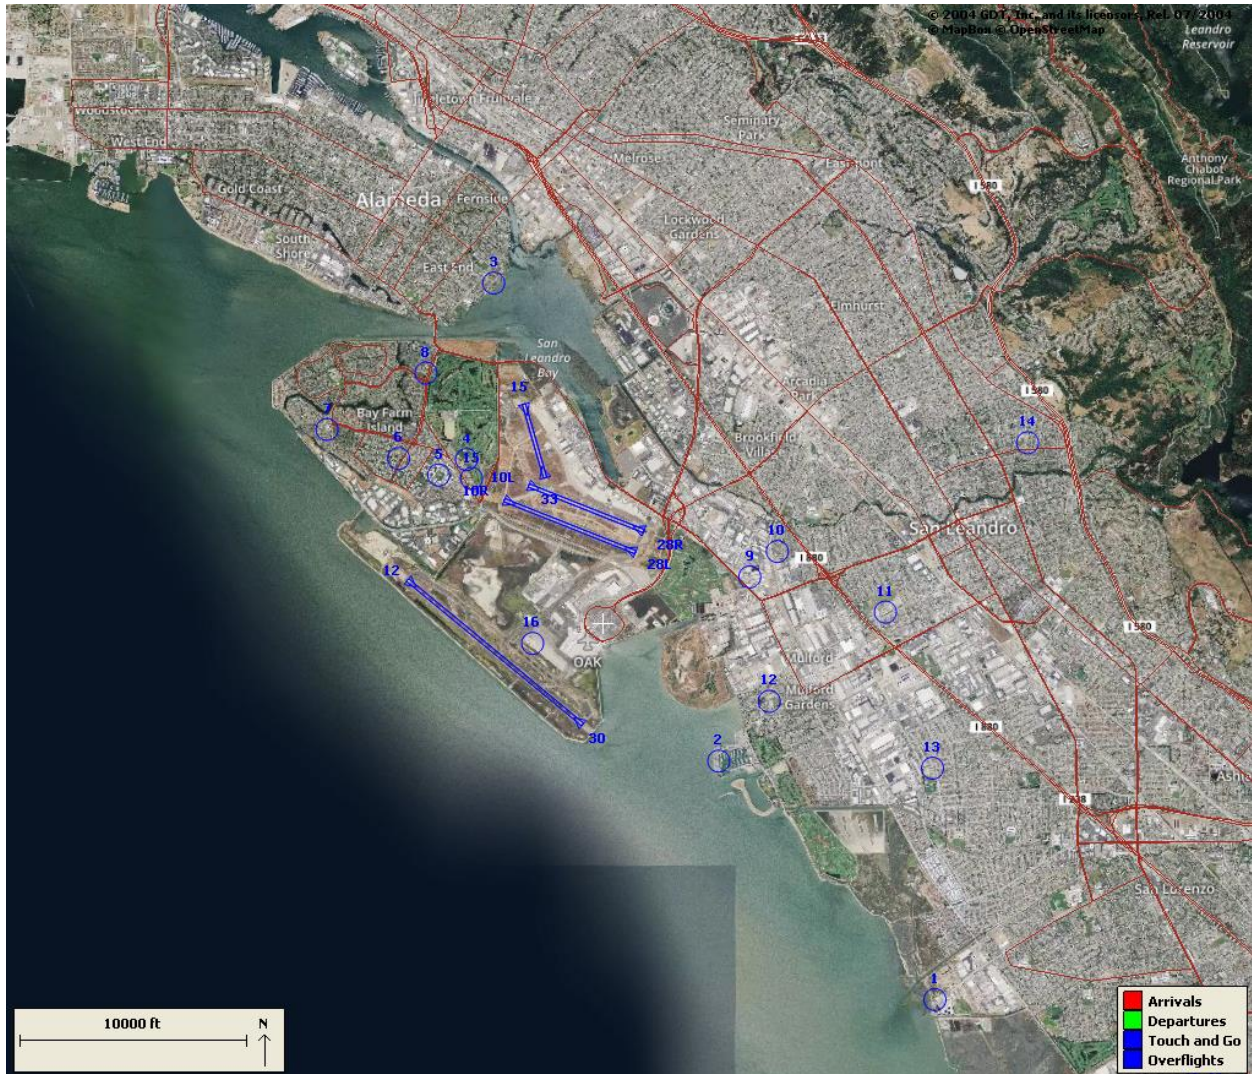 © 2004 GDT, Inc. and its licensors, Rel. 07/2004
© MapBox © OpenStreetMap
Leandro
Reservoir
Jingletown Fruitvale
Woodstock
West End
Seminary
Park
Melrose
Eastmont
Anthony
Chabot
Regional Park
I 580
Gold Coast
Alameda
Fernside
Lockwood
Gardens
South
Shore
East End
3
Elmhurst
San
Leandro
Bay
8
15
Arcadia
Park
I 580
7
Bay Farm
Island
14
6
4
Brookfield
Village
5
15
10L
10R
33
San Leandro
28R
10
9
I 880
28L
12
11
16
I 580
OAK
Mulford
12
Mulford
Gardens
30
2
I 880
13
Ash
I 238
San Lorenzo
1
10000 ft
N
Arrivals
Departures
Touch and Go
Overflights